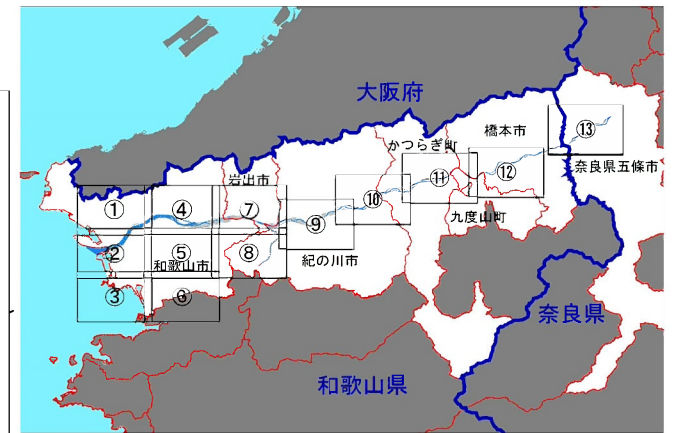 大阪府
橋本市
⑬
かつらぎ町
奈良県五條市
⑫
⑪
岩出市
⑩
九度山町
①
④
⑦
⑨
紀の川市
②
⑤
⑧
和歌山市
③
⑥
奈良県
和歌山県